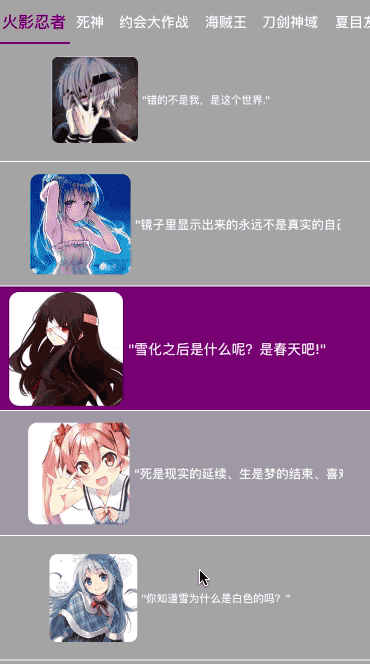 火影忍者 死神 约会大作战 海贼王 刀剑神域 夏目友
"错的不是我，是这个世界."
"镜子里显示出来的永远不是真实的自己
"雪化之后是什么呢？是春天吧!"
"死是现实的延续、生是梦的结束、喜欢
"你知道雪为什么是白色的吗？"